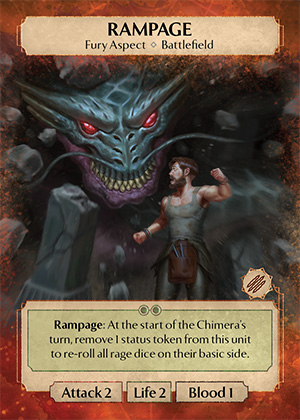 RAMPAGE
Fury Aspect ⬦ Battlefield
Rampage: At the start of the Chimera's
turn, remove 1 status token from this unit
to re-roll all rage dice on their basic side.
Attack 2 Life 2 Blood 1